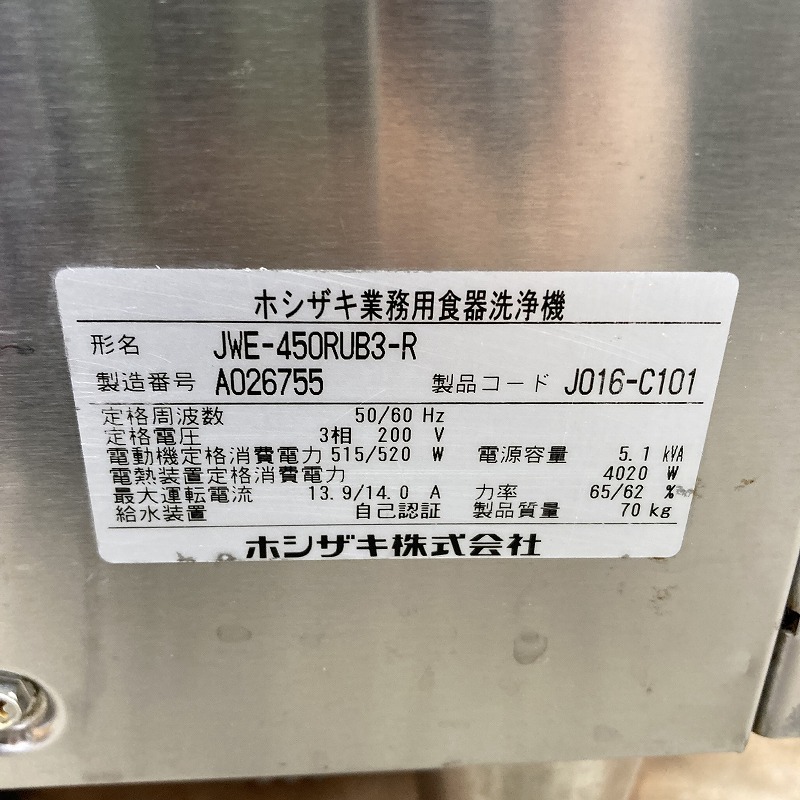 ホシザキ業務用食器洗浄機
形名 JWE-450RUB3-R
製造番号 A026755 製品コード J016-C101
定格周波数 50/60 Hz
定格電圧 3相 200 V
電動機定格消費電力 515/520 W 電源容量 5.1 kVA
電熱装置定格消費電力 4020 W
最大運転電流 13.9/14.0 A 力率 65/62 %
給水装置 自己認証 製品質量 70 kg
ホシザキ株式会社